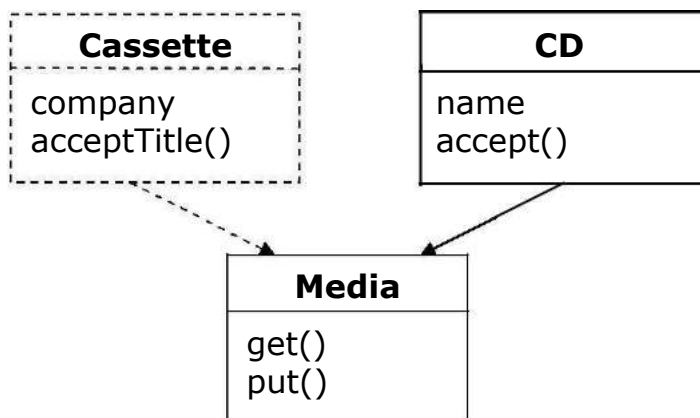 Cassette
company
acceptTitle()
CD
name
accept()
Media
get()
put()